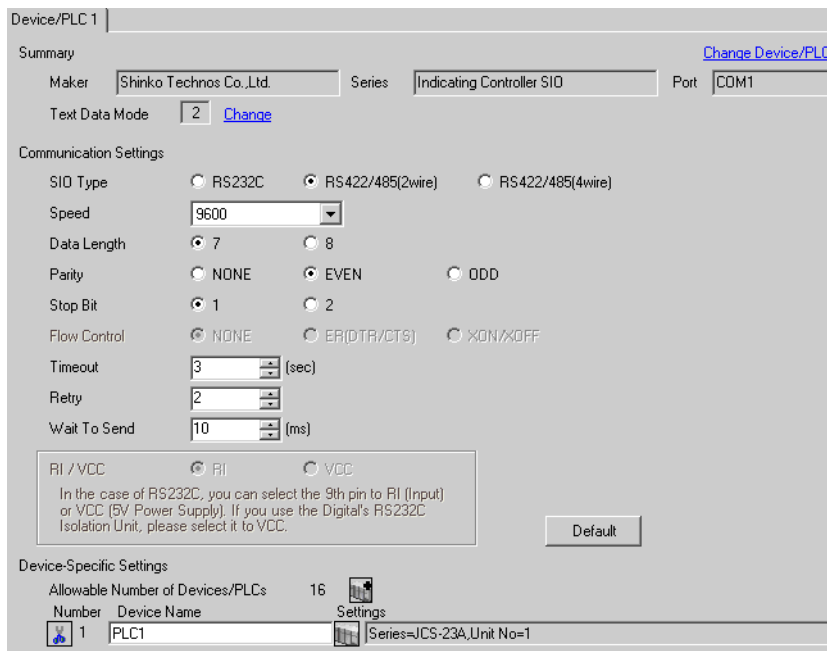 Device/PLC 1
Summary
Change Device/PLC
Maker Shinko Technos Co.,Ltd. Series Indicating Controller SIO Port COM1
Text Data Mode 2 Change
Communication Settings
SIO Type RS232C RS422/485(2wire) RS422/485(4wire)
Speed 9600
Data Length 7 8
Parity NONE EVEN ODD
Stop Bit 1 2
Flow Control NONE ER(DTR/CTS) XON/XOFF
Timeout 3 (sec)
Retry 2
Wait To Send 10 (ms)
RI / VCC RI VCC
In the case of RS232C, you can select the 9th pin to RI (Input)
or VCC (5V Power Supply). If you use the Digital's RS232C
Isolation Unit, please select it to VCC.
Default
Device-Specific Settings
Allowable Number of Devices/PLCs 16
Number Device Name Settings
1 PLC1 Series=JCS-23A,Unit No=1